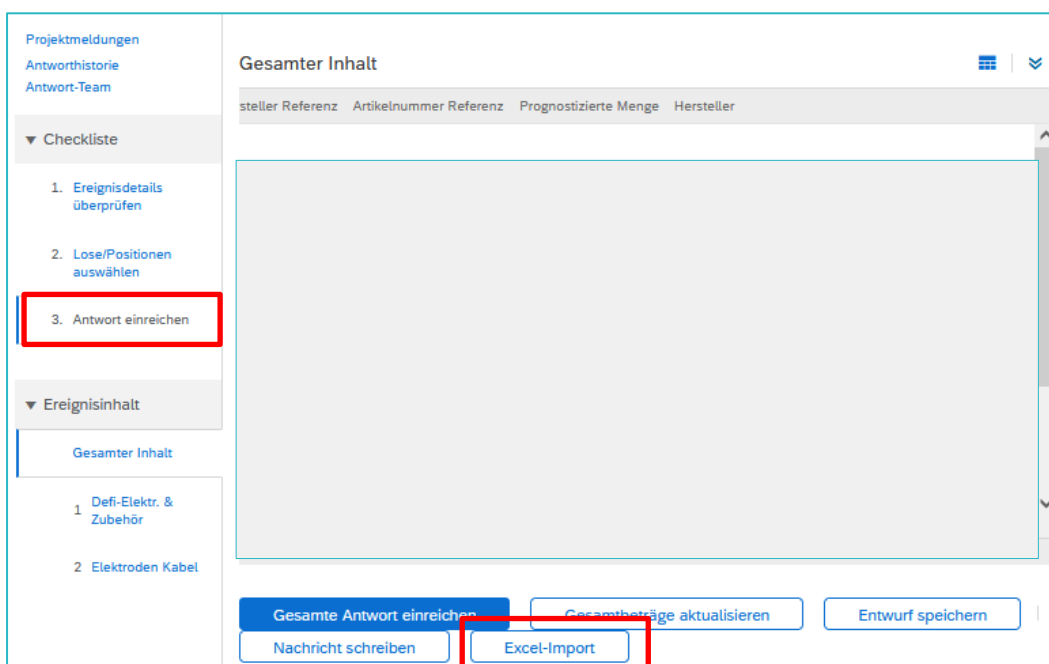 Projektmeldungen
Antworthistorie
Antwort-Team
Checkliste
1. Ereignisdetails
überprüfen
2. Lose/Positionen
auswählen
3. Antwort einreichen
Ereignisinhalt
Gesamter Inhalt
1 Defi-Elektr. &
Zubehör
2 Elektroden Kabel
Gesamter Inhalt
steller Referenz Artikelnummer Referenz Prognostizierte Menge Hersteller
Gesamte Antwort einreichen Gesamtbeträge aktualisieren Entwurf speichern
Nachricht schreiben Excel-Import